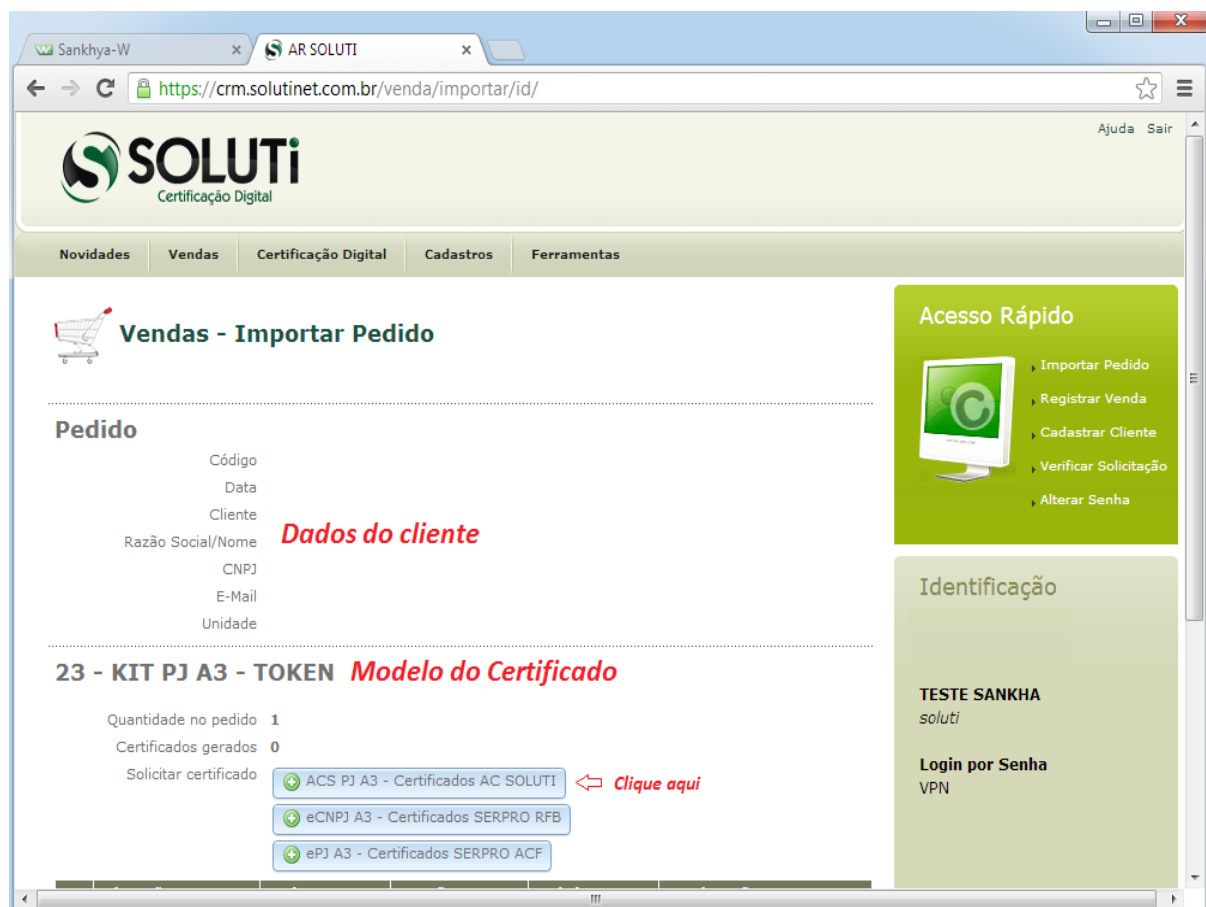 Sankhya-W
AR SOLUTI
https://crm.solutinet.com.br/venda/importar/id/
Ajuda Sair
SOLUTi
Certificação Digital
Novidades Vendas Certificação Digital Cadastros Ferramentas
Vendas - Importar Pedido
Pedido
Código
Data
Cliente
Razão Social/Nome
CNPJ
E-Mail
Unidade
Dados do cliente
23 - KIT PJ A3 - TOKEN Modelo do Certificado
Quantidade no pedido 1
Certificados gerados 0
Solicitar certificado
ACS PJ A3 - Certificados AC SOLUTI Clique aqui
eCNPJ A3 - Certificados SERPRO RFB
ePJ A3 - Certificados SERPRO ACF
Acesso Rápido
Importar Pedido
Registrar Venda
Cadastrar Cliente
Verificar Solicitação
Alterar Senha
Identificação
TESTE SANKHA
soluti
Login por Senha
VPN